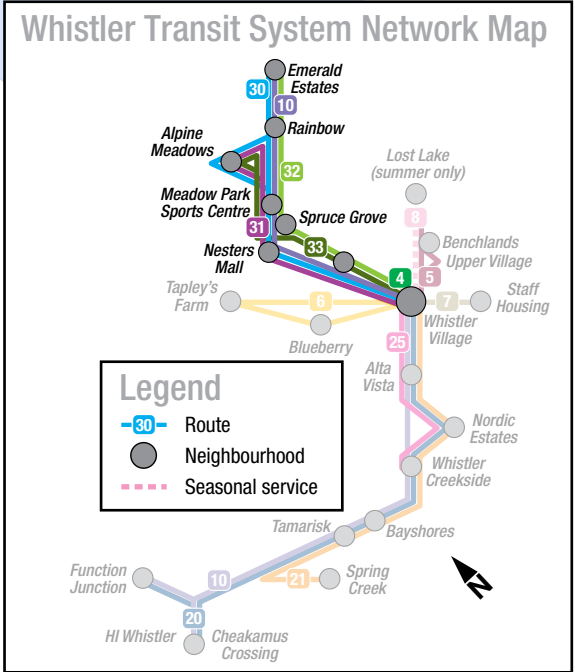 Whistler Transit System Network Map
Emerald
Estates
30
10
Rainbow
Alpine
Meadows
32
Lost Lake
(summer only)
Meadow Park
Sports Centre
8
Spruce Grove
31
33
Benchlands
Upper Village
Nesters
Mall
4
5
Tapley's
Farm
6
7
Staff
Housing
Whistler
Village
Blueberry
25
Alta
Vista
Legend
30
Route
Neighbourhood
Seasonal service
Nordic
Estates
Whistler
Creekside
Tamarisk
Bayshores
N
Function
Junction
10
21
Spring
Creek
20
HI Whistler
Cheakamus
Crossing